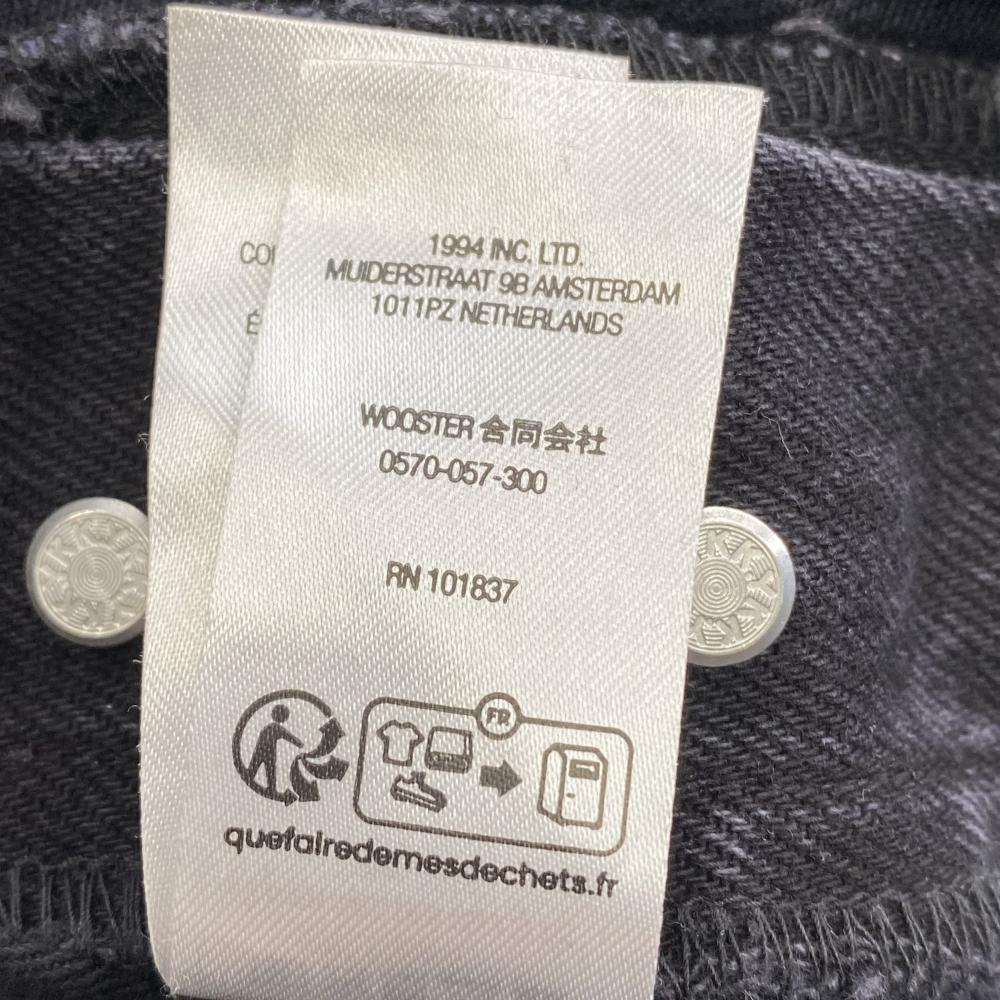 COI
É
1994 INC. LTD.
MUIDERSTRAAT 9B AMSTERDAM
1011PZ NETHERLANDS
WOOSTER 合同会社
0570-057-300
RN 101837
FR
quefairedemesdechets.fr